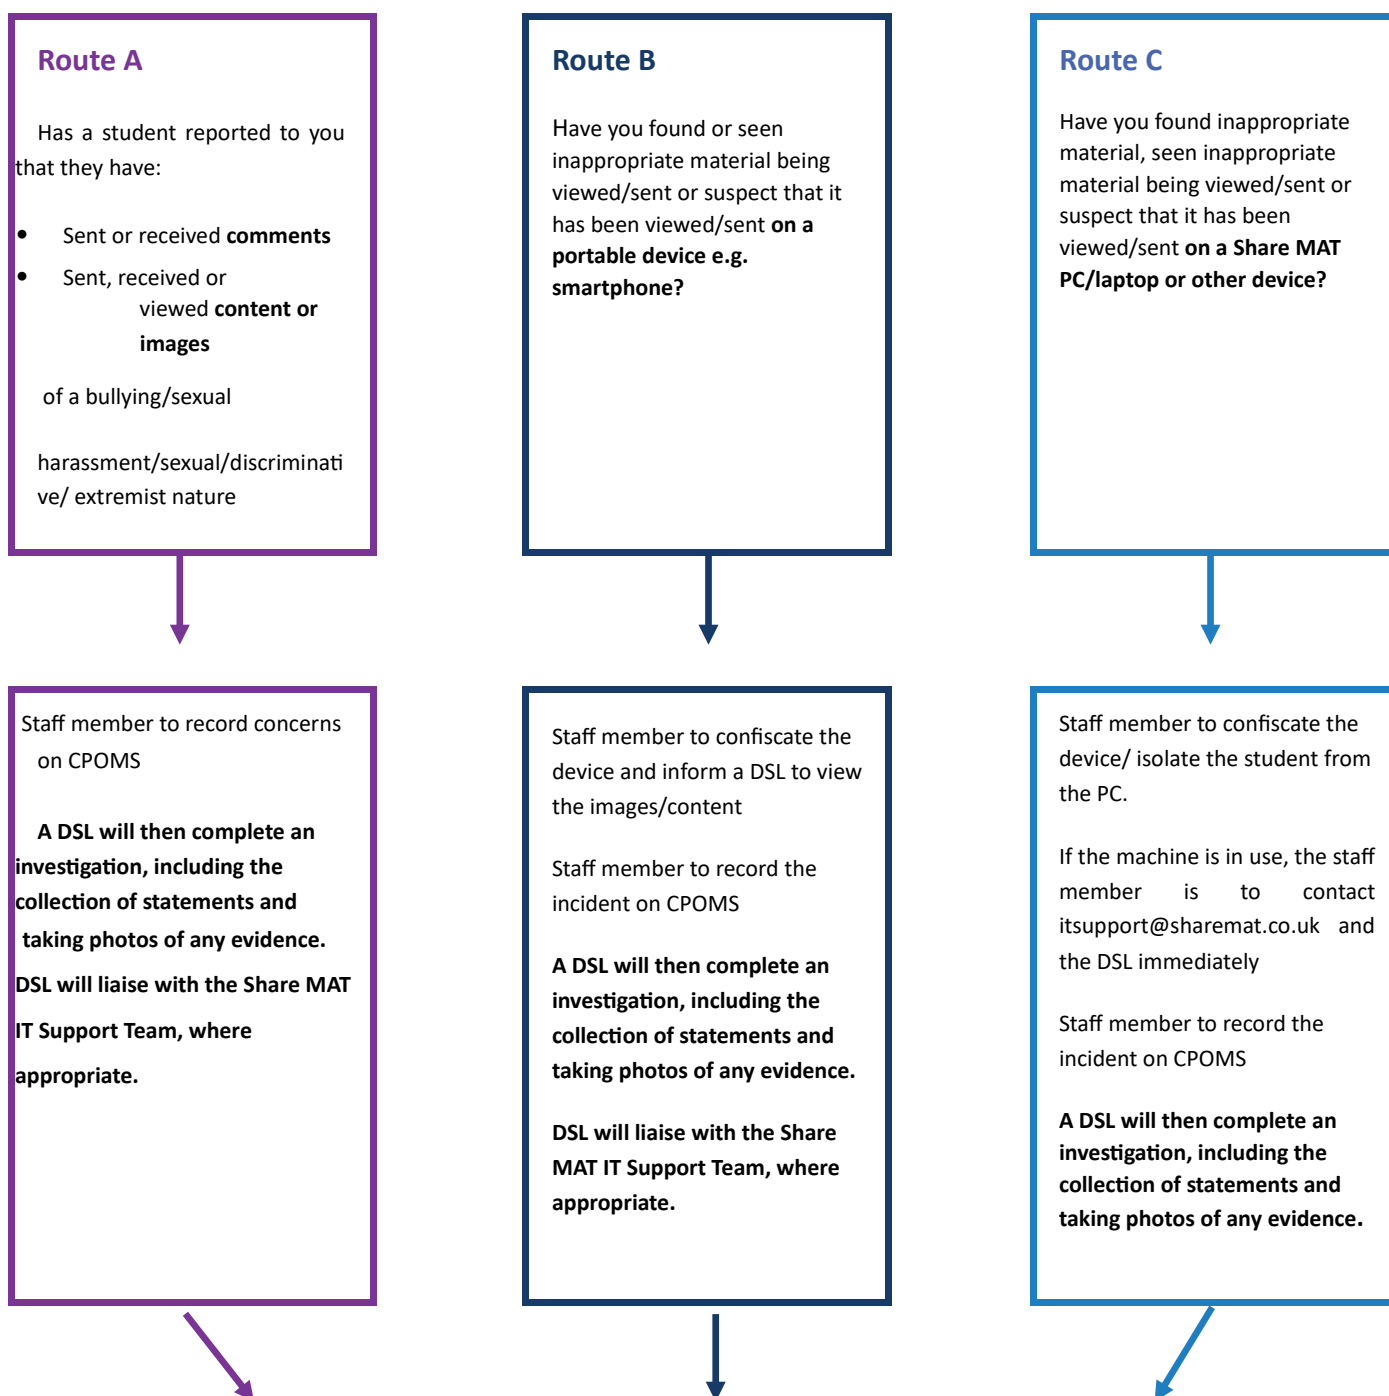 Route A
Has a student reported to you
that they have:
• Sent or received comments
• Sent, received or
viewed content or
images
of a bullying/sexual
harassment/sexual/discriminati
ve/ extremist nature
Route B
Have you found or seen
inappropriate material being
viewed/sent or suspect that it
has been viewed/sent on a
portable device e.g.
smartphone?
Route C
Have you found inappropriate
material, seen inappropriate
material being viewed/sent or
suspect that it has been
viewed/sent on a Share MAT
PC/laptop or other device?
Staff member to record concerns
on CPOMS
A DSL will then complete an
investigation, including the
collection of statements and
taking photos of any evidence.
DSL will liaise with the Share MAT
IT Support Team, where
appropriate.
Staff member to confiscate the
device and inform a DSL to view
the images/content
Staff member to record the
incident on CPOMS
A DSL will then complete an
investigation, including the
collection of statements and
taking photos of any evidence.
DSL will liaise with the Share
MAT IT Support Team, where
appropriate.
Staff member to confiscate the
device/ isolate the student from
the PC.
If the machine is in use, the staff
member is to contact
itsupport@sharemat.co.uk and
the DSL immediately
Staff member to record the
incident on CPOMS
A DSL will then complete an
investigation, including the
collection of statements and
taking photos of any evidence.